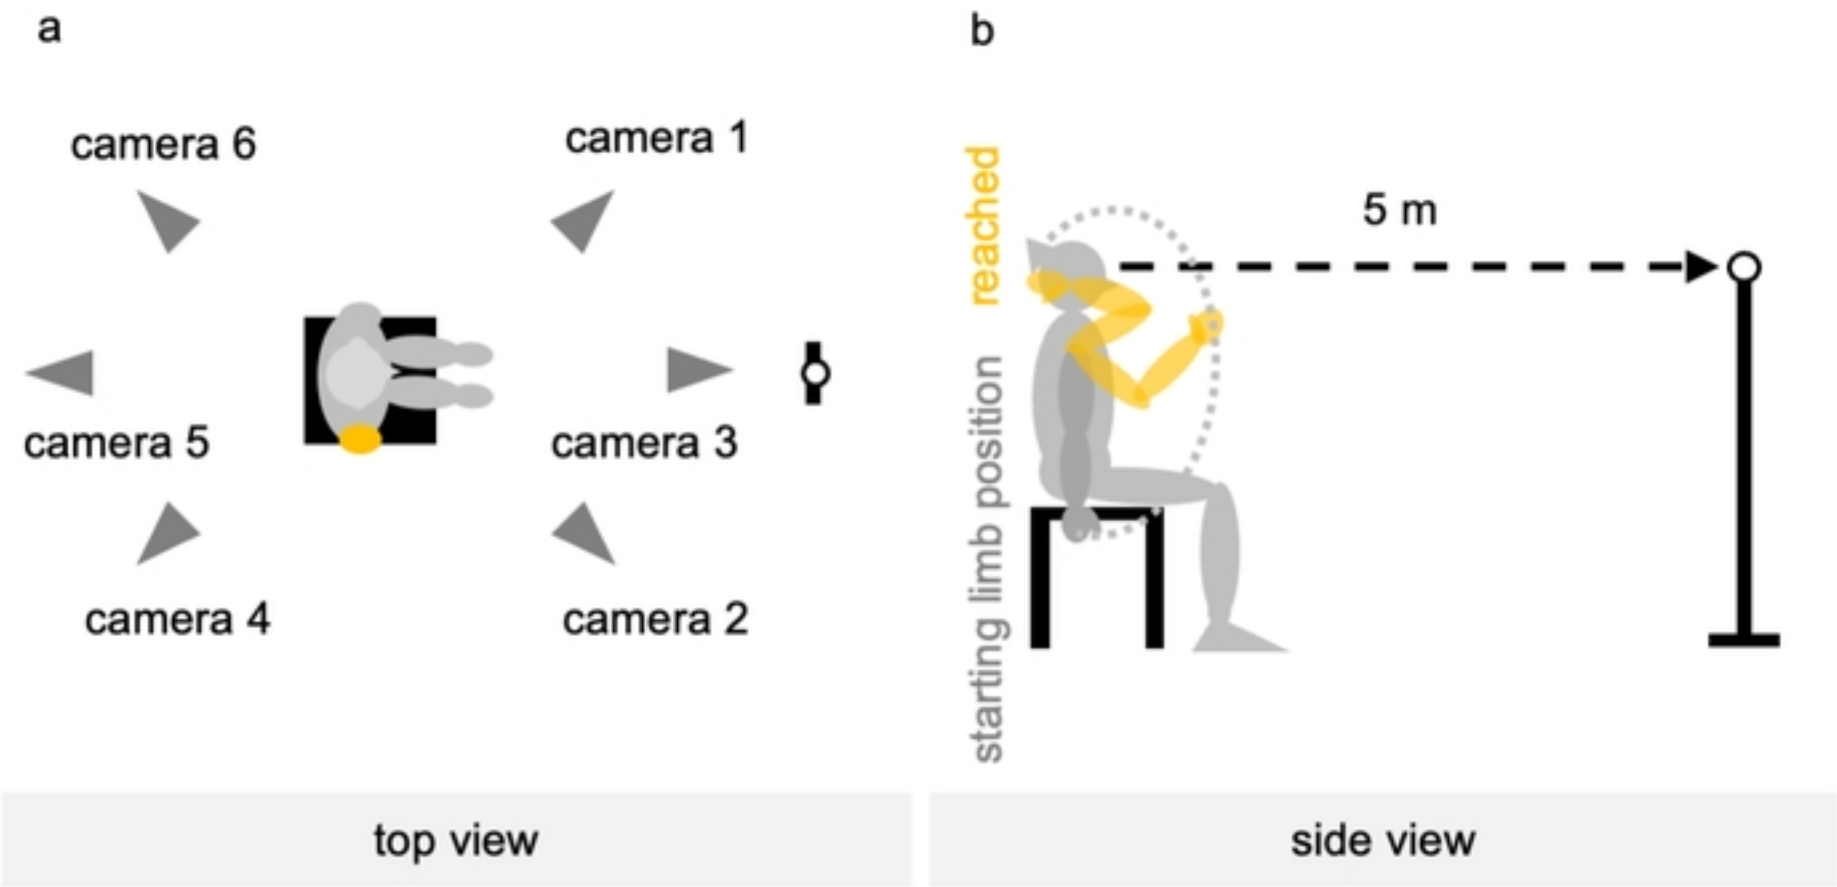 a
camera 6
camera 1
camera 5
camera 3
camera 4
camera 2
top view
b
reached
starting limb position
5 m
side view